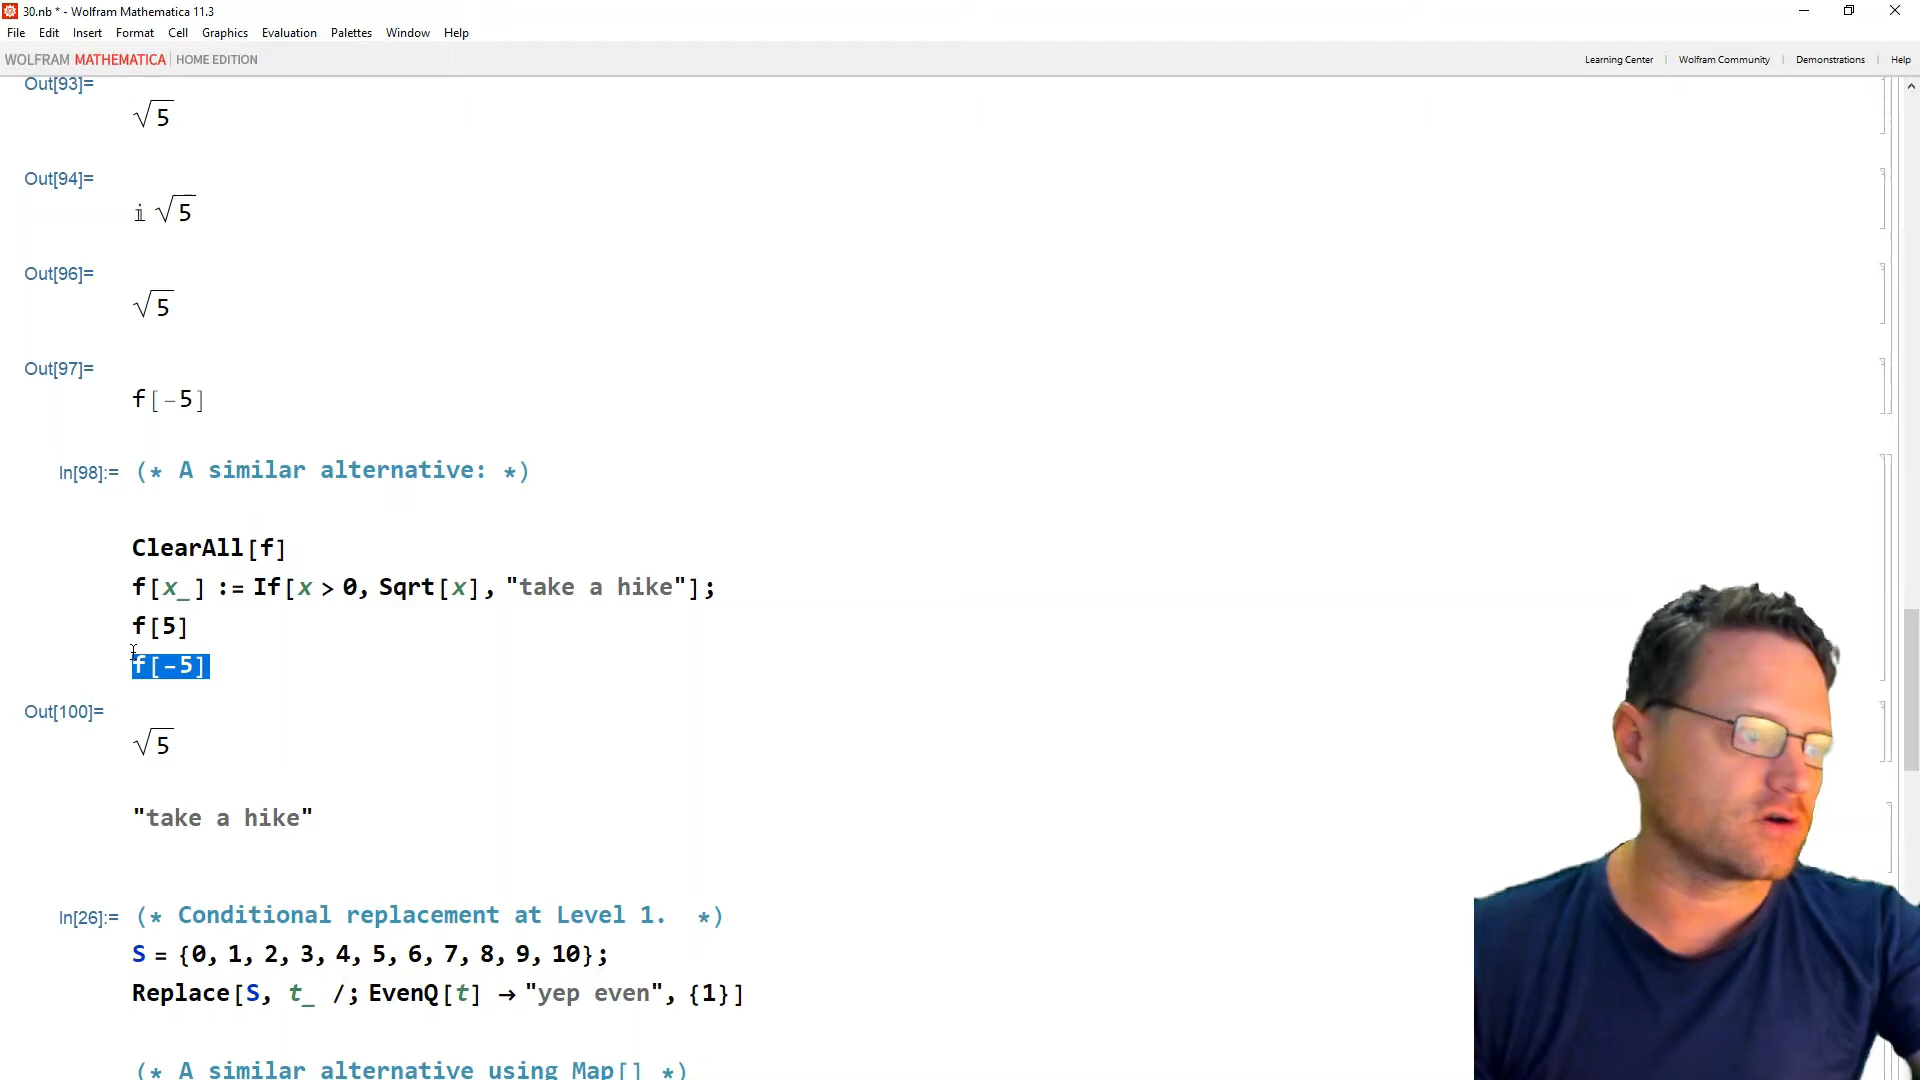 30.nb * - Wolfram Mathematica 11.3
File Edit Insert Format Cell Graphics Evaluation Palettes Window Help
WOLFRAM MATHEMATICA | HOME EDITION
Learning Center | Wolfram Community | Demonstrations | Help
Out[93]=
√5
Out[94]=
ⅈ √5
Out[96]=
√5
Out[97]=
f[-5]
In[98]:= (* A similar alternative: *)
ClearAll[f]
f[x_] := If[x > 0, Sqrt[x], "take a hike"];
f[5]
f[-5]
Out[100]=
√5
"take a hike"
In[26]:= (* Conditional replacement at Level 1. *)
S = {0, 1, 2, 3, 4, 5, 6, 7, 8, 9, 10};
Replace[S, t_ /; EvenQ[t] → "yep even", {1}]
(* A similar alternative using Map[] *)